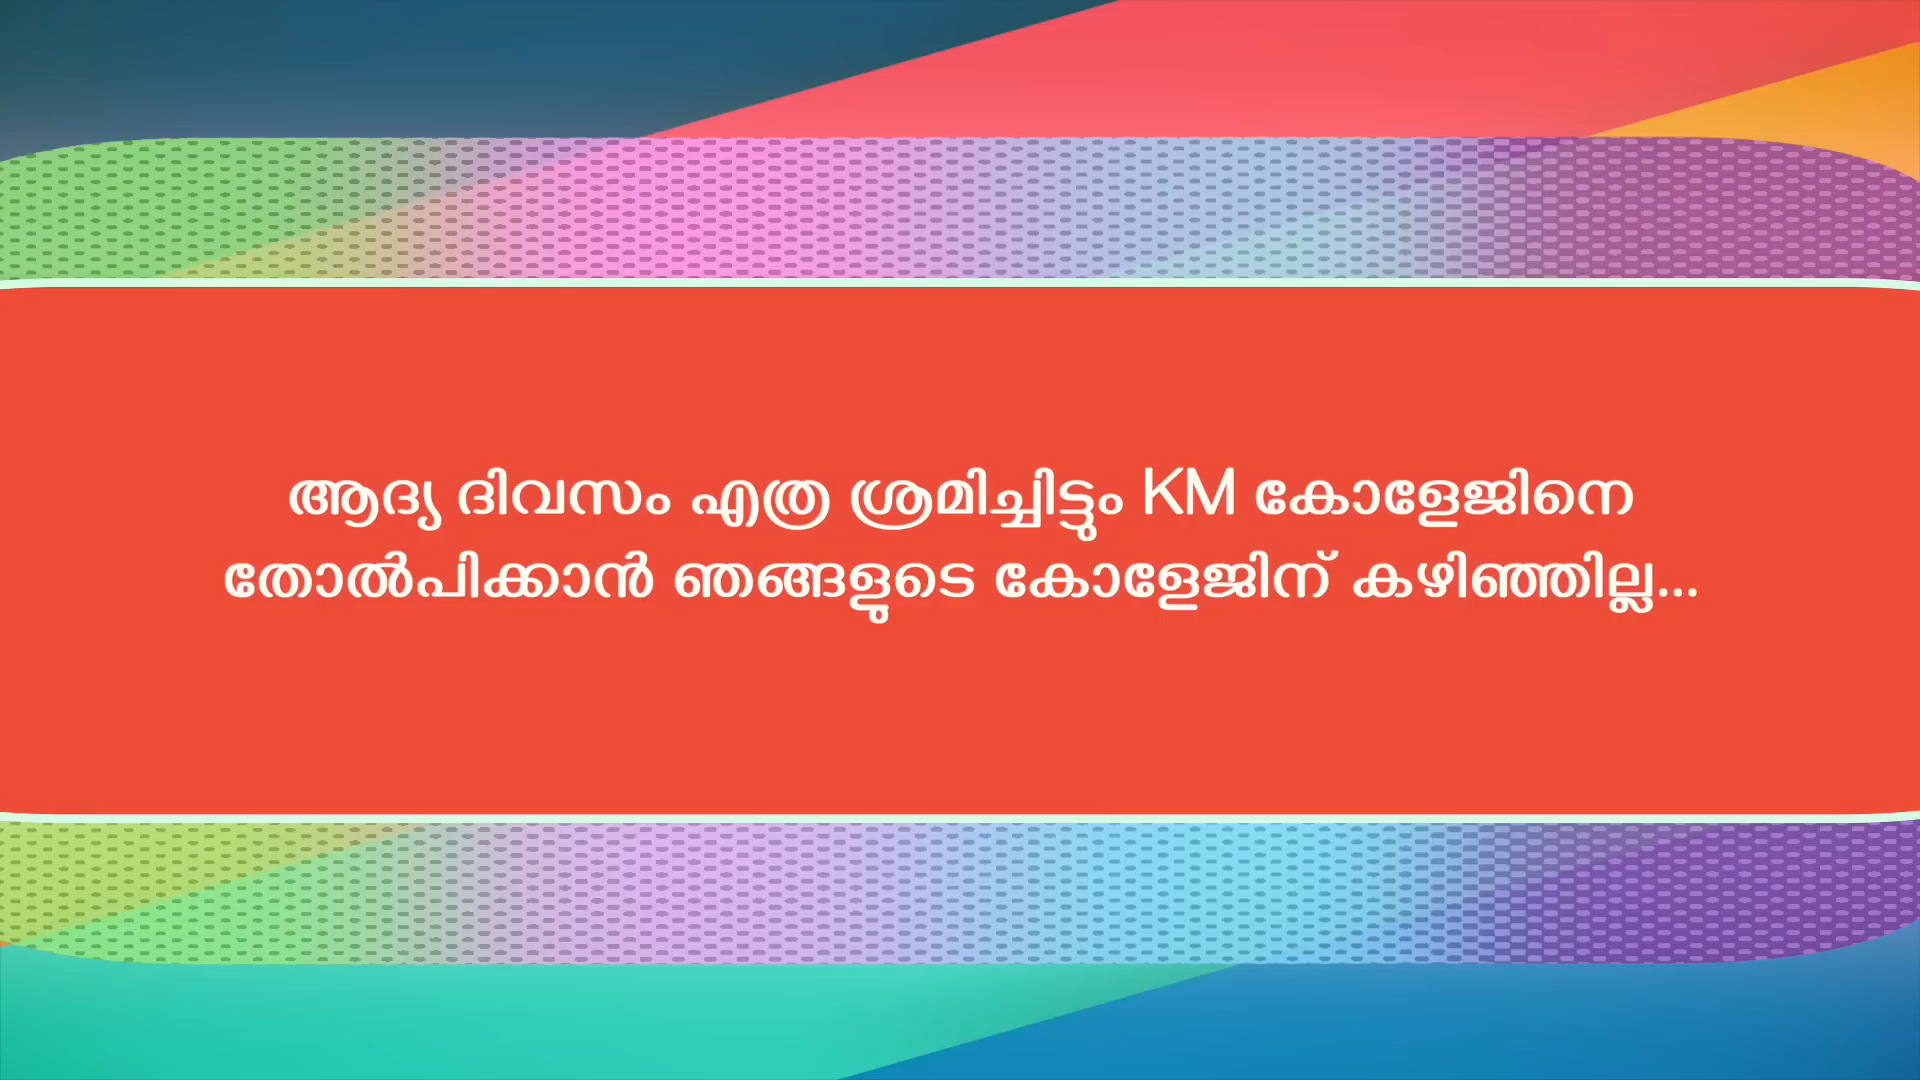 ആദ്യ ദിവസം എത്ര ശ്രമിച്ചിട്ടും KM കോളേജിനെ
തോൽപിക്കാൻ ഞങ്ങളുടെ കോളേജിന് കഴിഞ്ഞില്ല...